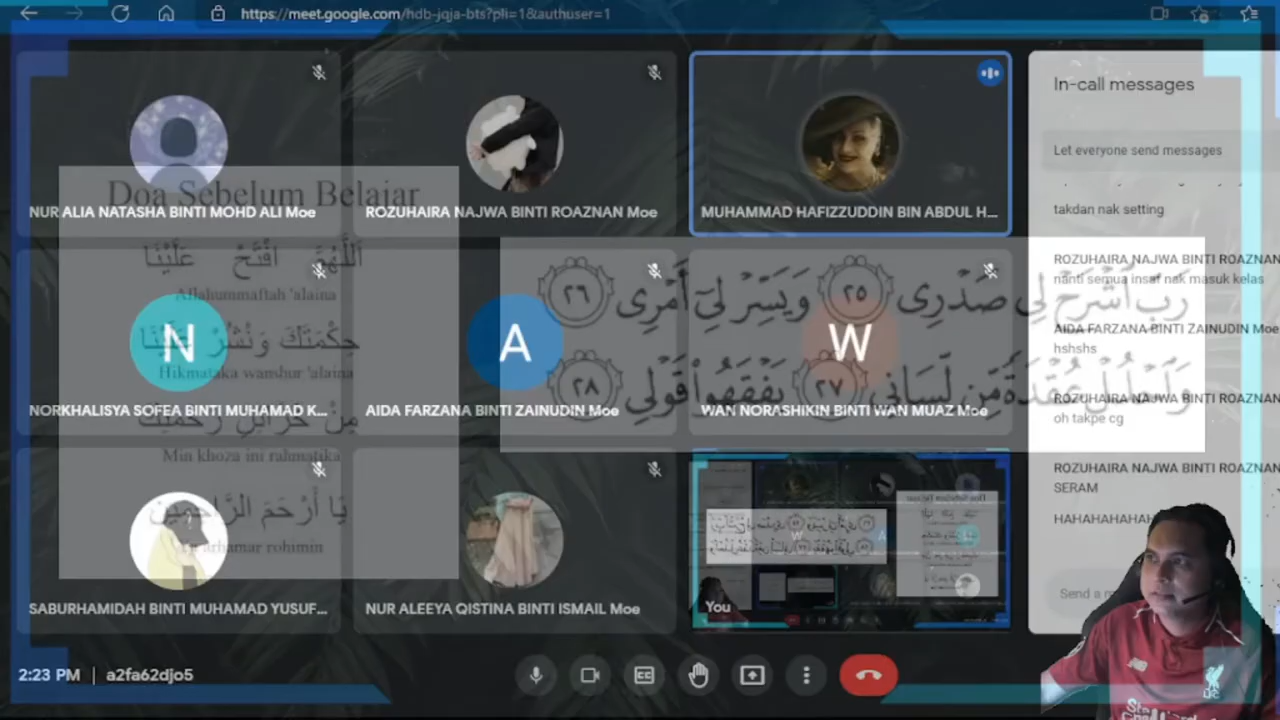 https://meet.google.com/hdb-jqja-bts?pli=1&authuser=1
In-call messages
Let everyone send messages
takdan nak setting
ROZUHAIRA NAJWA BINTI ROAZNAN
nanti semua insaf nak masuk kelas
AIDA FARZANA BINTI ZAINUDIN Moe
hshshs
ROZUHAIRA NAJWA BINTI ROAZNAN
oh takpe cg
ROZUHAIRA NAJWA BINTI ROAZNAN
SERAM
HAHAHAHAHAH
Send a m
NUR ALIA NATASHA BINTI MOHD ALI Moe
ROZUHAIRA NAJWA BINTI ROAZNAN Moe
MUHAMMAD HAFIZZUDDIN BIN ABDUL H...
Doa Sebelum Belajar
اَللّٰهُمَّ افْتَحْ عَلَيْنَا
Allahummaftah 'alaina
حِكْمَتَكَ وَنْشُرْ عَلَيْنَا
Hikmataka wanshur 'alaina
مِنْ خَزَائِنِ رَحْمَتِكَ
Min khoza ini rahmatika
يَا أَرْحَمَ الرَّاحِمِيْنَ
arhamar rohimin
رَبِّ ٱشْرَحْ لِي صَدْرِى ٢٥ وَيَسِّرْ لِىٓ أَمْرِى ٢٦
وَٱحْلُلْ عُقْدَةً مِّن لِّسَانِى ٢٧ يَفْقَهُوا۟ قَوْلِى ٢٨
N
A
W
NORKHALISYA SOFEA BINTI MUHAMAD K...
AIDA FARZANA BINTI ZAINUDIN Moe
WAN NORASHIKIN BINTI WAN MUAZ Moe
SABURHAMIDAH BINTI MUHAMAD YUSUF...
NUR ALEEYA QISTINA BINTI ISMAIL Moe
You
2:23 PM | a2fa62djo5